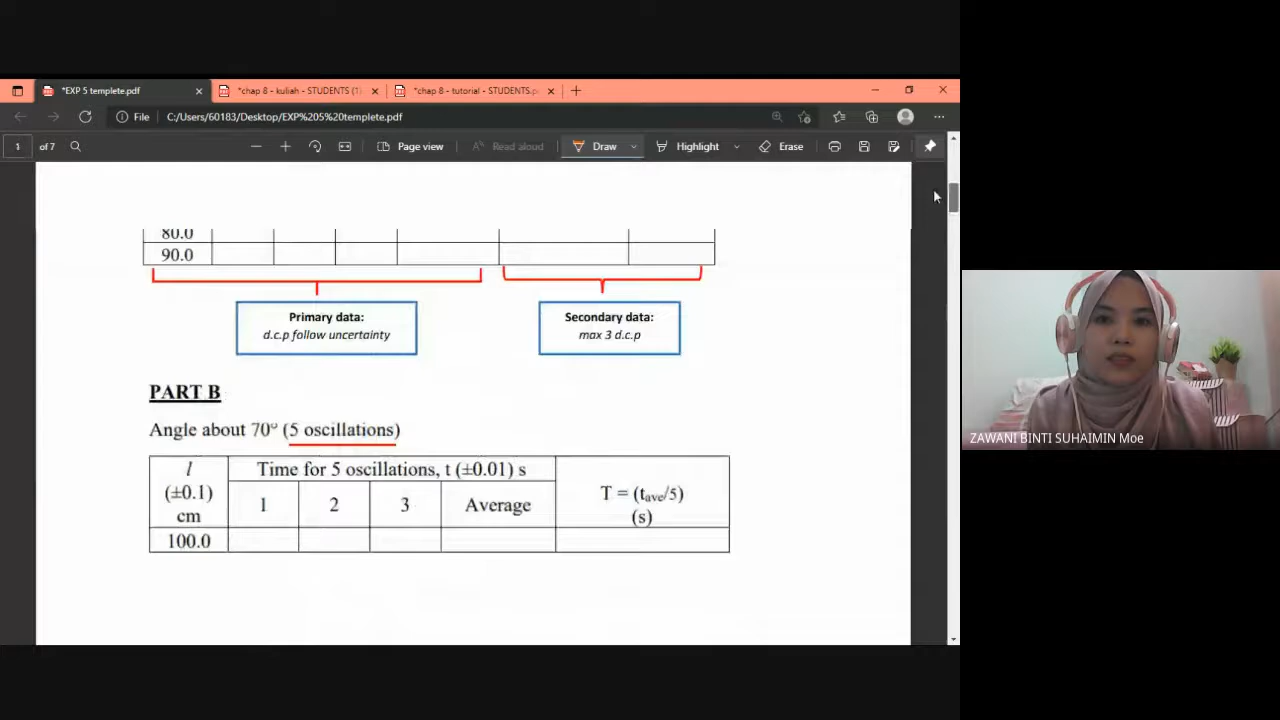 *EXP 5 templete.pdf
*chap 8 - kuliah - STUDENTS (T
*chap 8 - tutorial - STUDENTS.p
File
C:/Users/60183/Desktop/EXP%205%20templete.pdf
1 of 7
Page view
Read aloud
Draw
Highlight
Erase
80.0
90.0
Primary data:
d.c.p follow uncertainty
Secondary data:
max 3 d.c.p
PART B
Angle about 70° (5 oscillations)
l
(±0.1)
cm
Time for 5 oscillations, t (±0.01) s
1 2 3 Average
T = (tave/5)
(s)
100.0
ZAWANI BINTI SUHAIMIN Moe